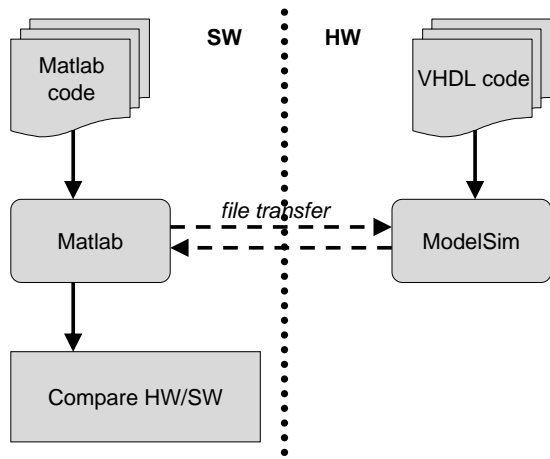 SW
HW
Matlab
code
VHDL code
file transfer
Matlab
ModelSim
Compare HW/SW